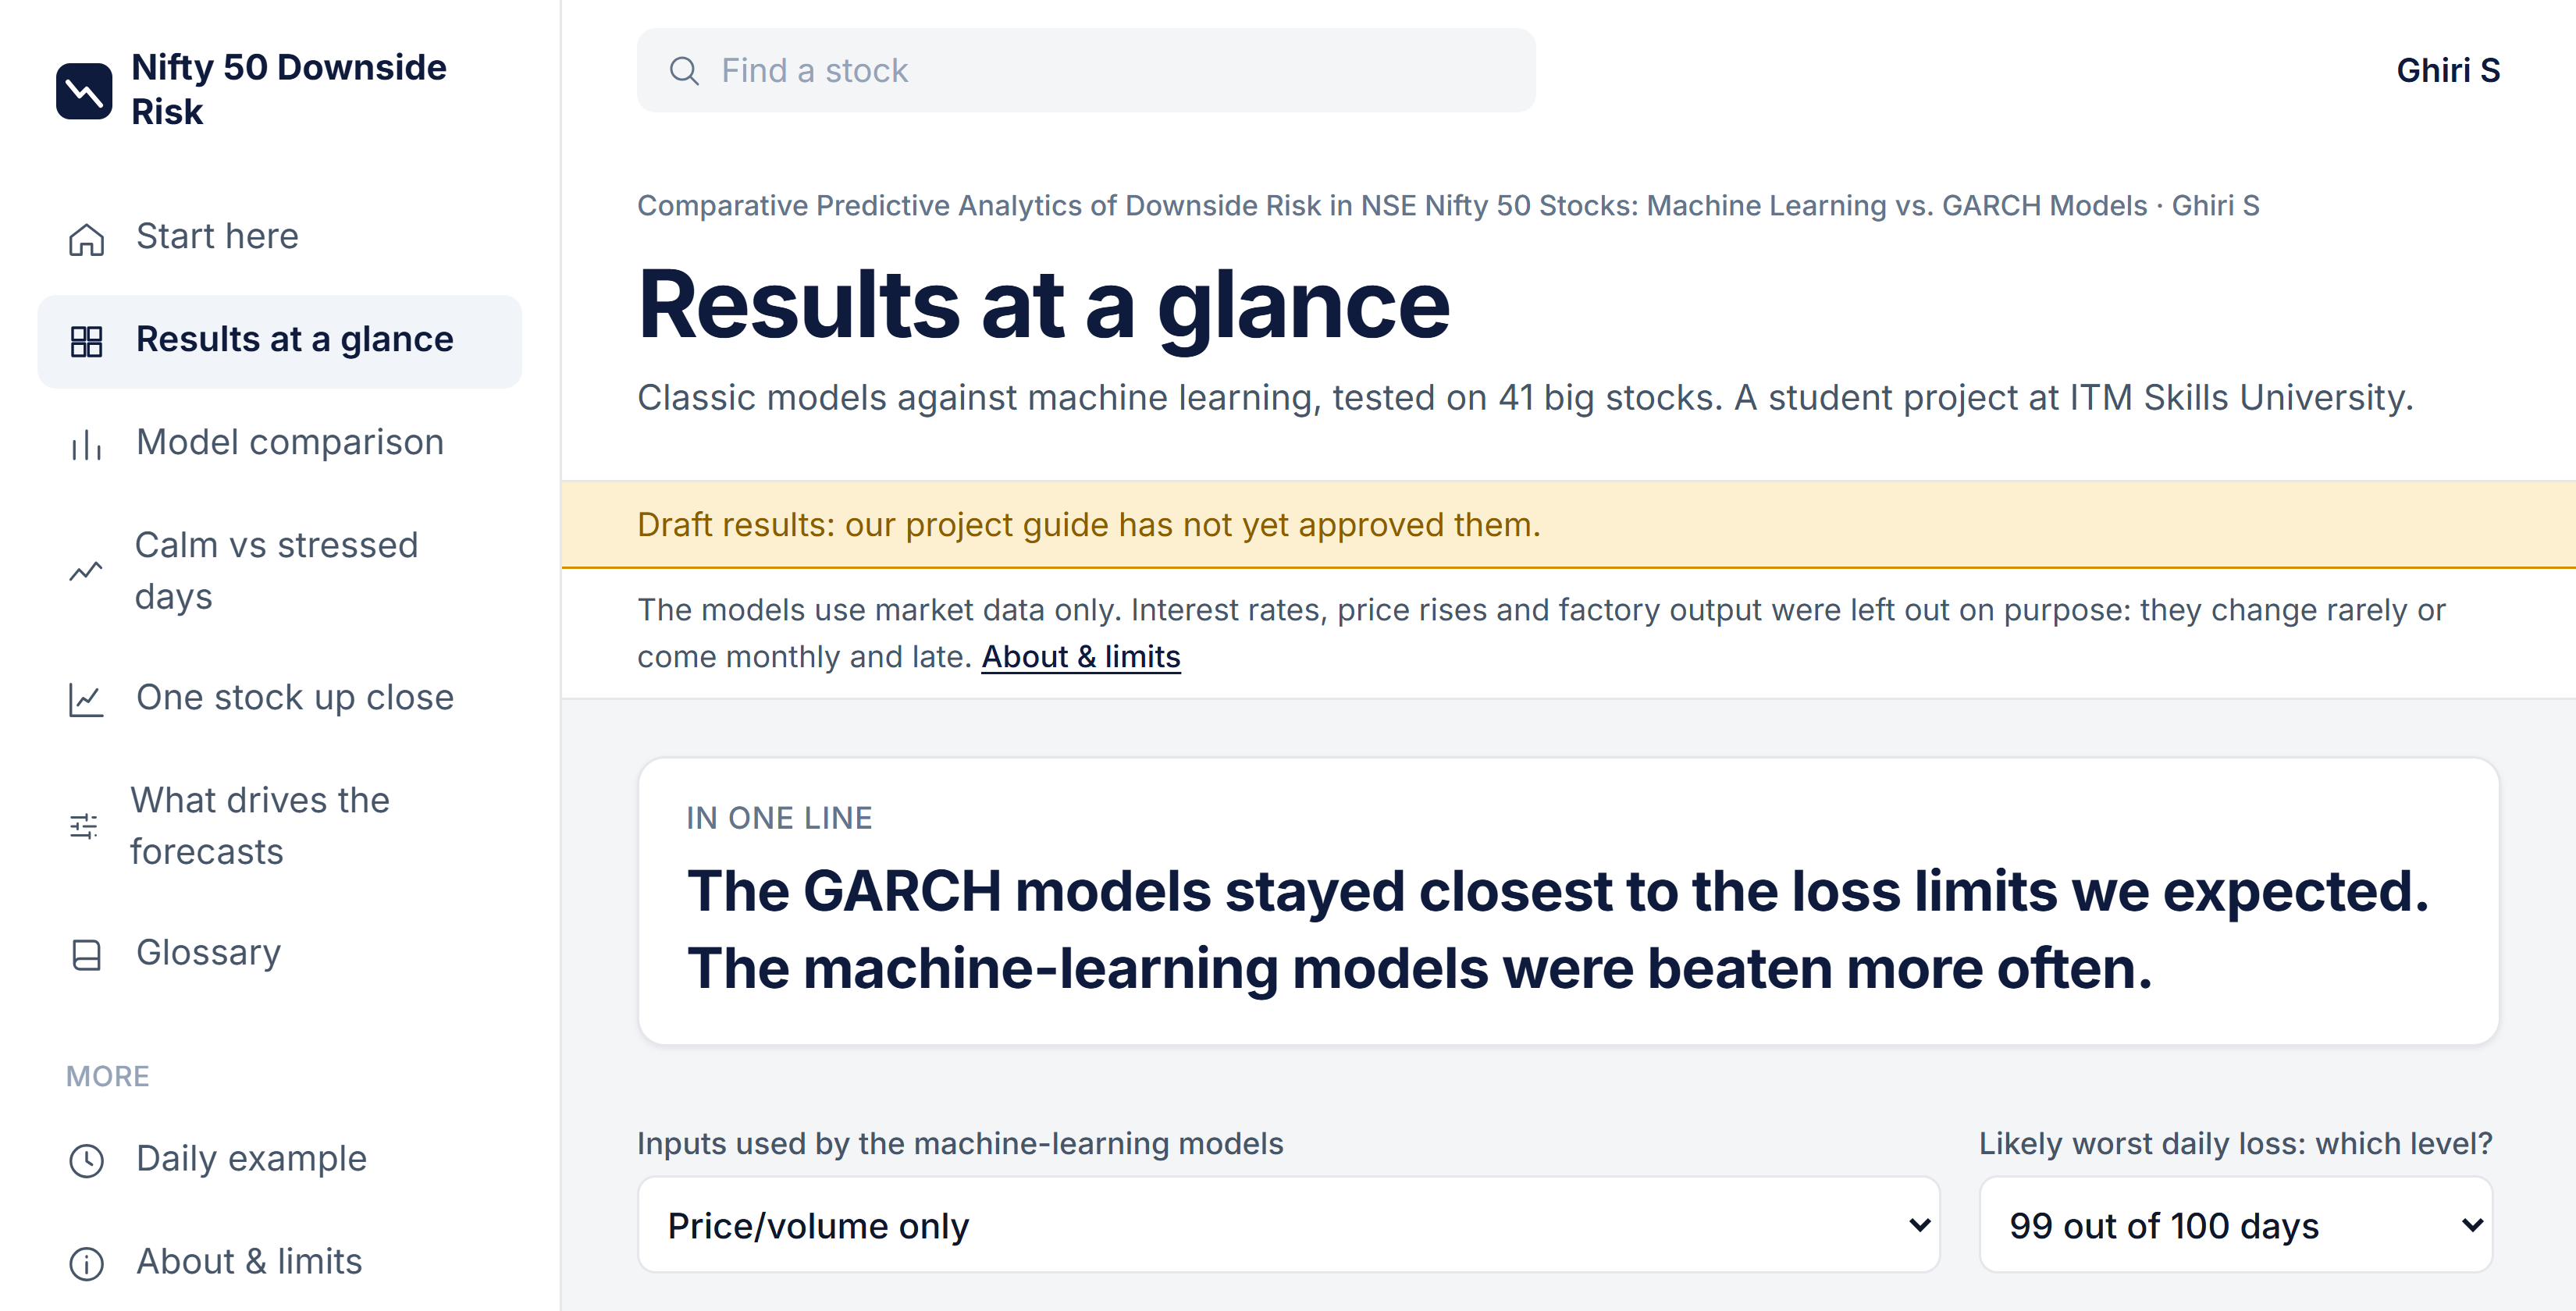 Nifty 50 Downside
Risk
Start here
Results at a glance
Model comparison
Calm vs stressed
days
One stock up close
What drives the
forecasts
Glossary
MORE
Daily example
About & limits
Find a stock
Ghiri S
Comparative Predictive Analytics of Downside Risk in NSE Nifty 50 Stocks: Machine Learning vs. GARCH Models · Ghiri S
Results at a glance
Classic models against machine learning, tested on 41 big stocks. A student project at ITM Skills University.
Draft results: our project guide has not yet approved them.
The models use market data only. Interest rates, price rises and factory output were left out on purpose: they change rarely or
come monthly and late. About & limits
IN ONE LINE
The GARCH models stayed closest to the loss limits we expected.
The machine-learning models were beaten more often.
Inputs used by the machine-learning models
Price/volume only
Likely worst daily loss: which level?
99 out of 100 days